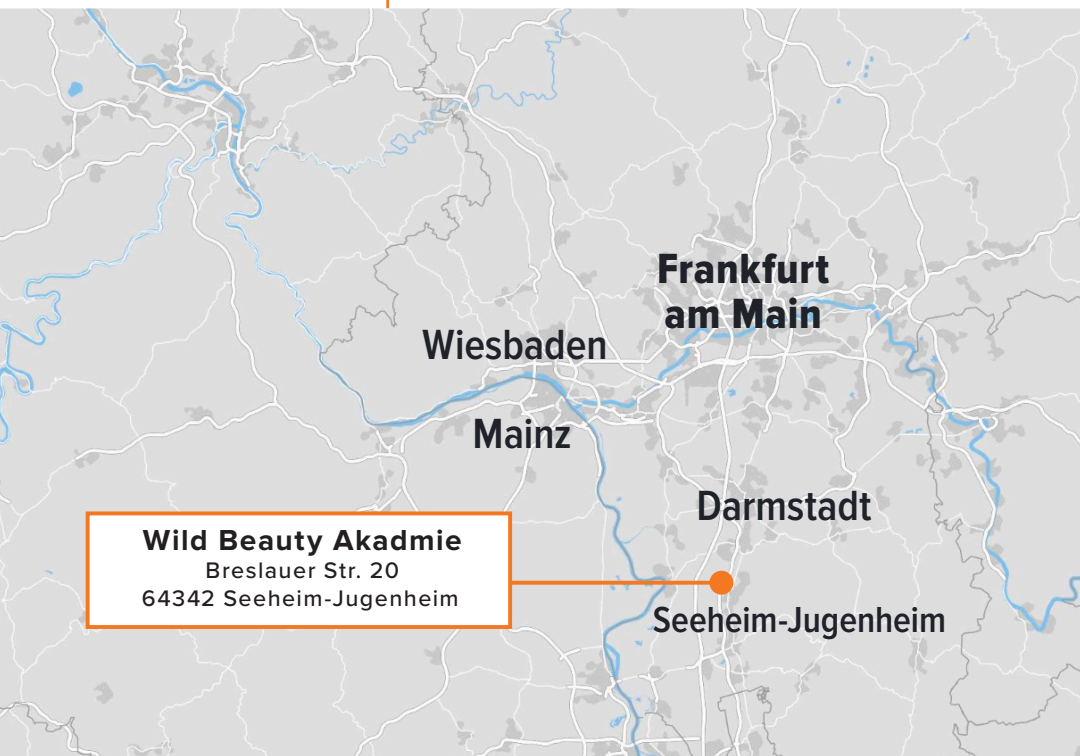 Frankfurt
am Main
Wiesbaden
Mainz
Darmstadt
Wild Beauty Akadmie
Breslauer Str. 20
64342 Seeheim-Jugenheim
Seeheim-Jugenheim